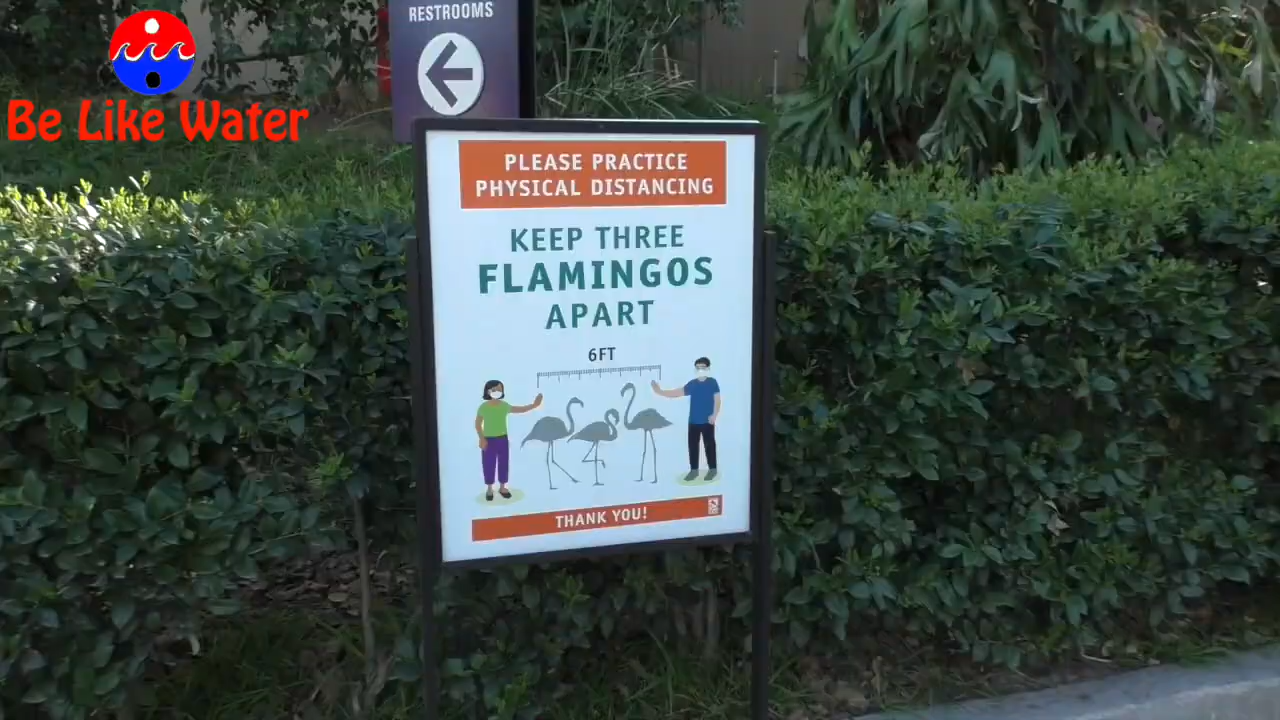 RESTROOMS
Be Like Water
PLEASE PRACTICE
PHYSICAL DISTANCING
KEEP THREE
FLAMINGOS
APART
6FT
THANK YOU!